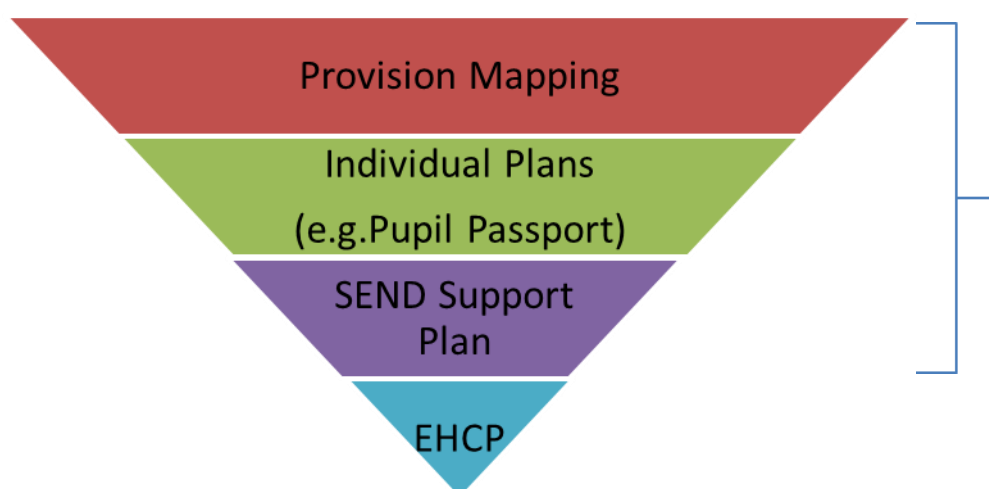 Provision Mapping
Individual Plans
(e.g.Pupil Passport)
SEND Support
Plan
EHCP